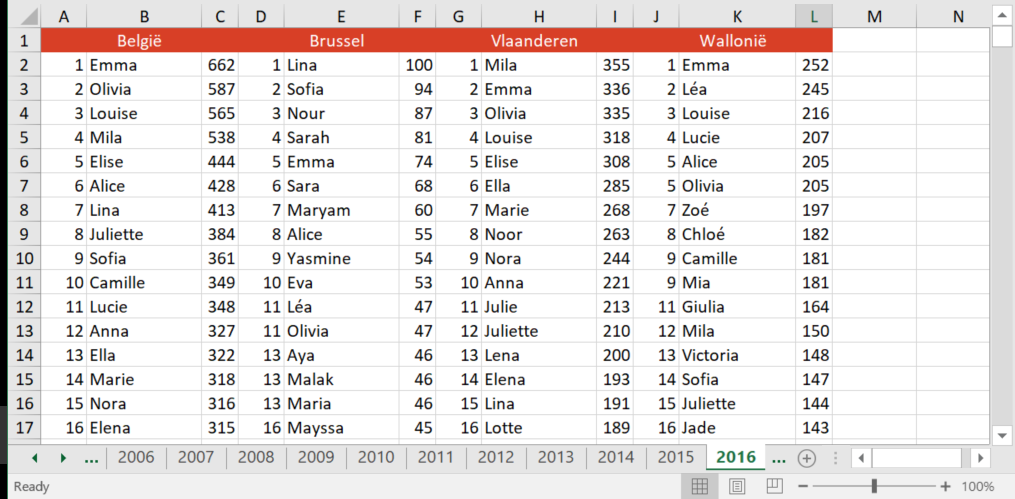 A B C D E F G H I J K L M N
1 België Brussel Vlaanderen Wallonië
2 1 Emma 662 1 Lina 100 1 Mila 355 1 Emma 252
3 2 Olivia 587 2 Sofia 94 2 Emma 336 2 Léa 245
4 3 Louise 565 3 Nour 87 3 Olivia 335 3 Louise 216
5 4 Mila 538 4 Sarah 81 4 Louise 318 4 Lucie 207
6 5 Elise 444 5 Emma 74 5 Elise 308 5 Alice 205
7 6 Alice 428 6 Sara 68 6 Ella 285 5 Olivia 205
8 7 Lina 413 7 Maryam 60 7 Marie 268 7 Zoé 197
9 8 Juliette 384 8 Alice 55 8 Noor 263 8 Chloé 182
10 9 Sofia 361 9 Yasmine 54 9 Nora 244 9 Camille 181
11 10 Camille 349 10 Eva 53 10 Anna 221 9 Mia 181
12 11 Lucie 348 11 Léa 47 11 Julie 213 11 Giulia 164
13 12 Anna 327 11 Olivia 47 12 Juliette 210 12 Mila 150
14 13 Ella 322 13 Aya 46 13 Lena 200 13 Victoria 148
15 14 Marie 318 13 Malak 46 14 Elena 193 14 Sofia 147
16 15 Nora 316 13 Maria 46 15 Lina 191 15 Juliette 144
17 16 Elena 315 16 Mayssa 45 16 Lotte 189 16 Jade 143
... 2006 2007 2008 2009 2010 2011 2012 2013 2014 2015 2016 ...
Ready 100%